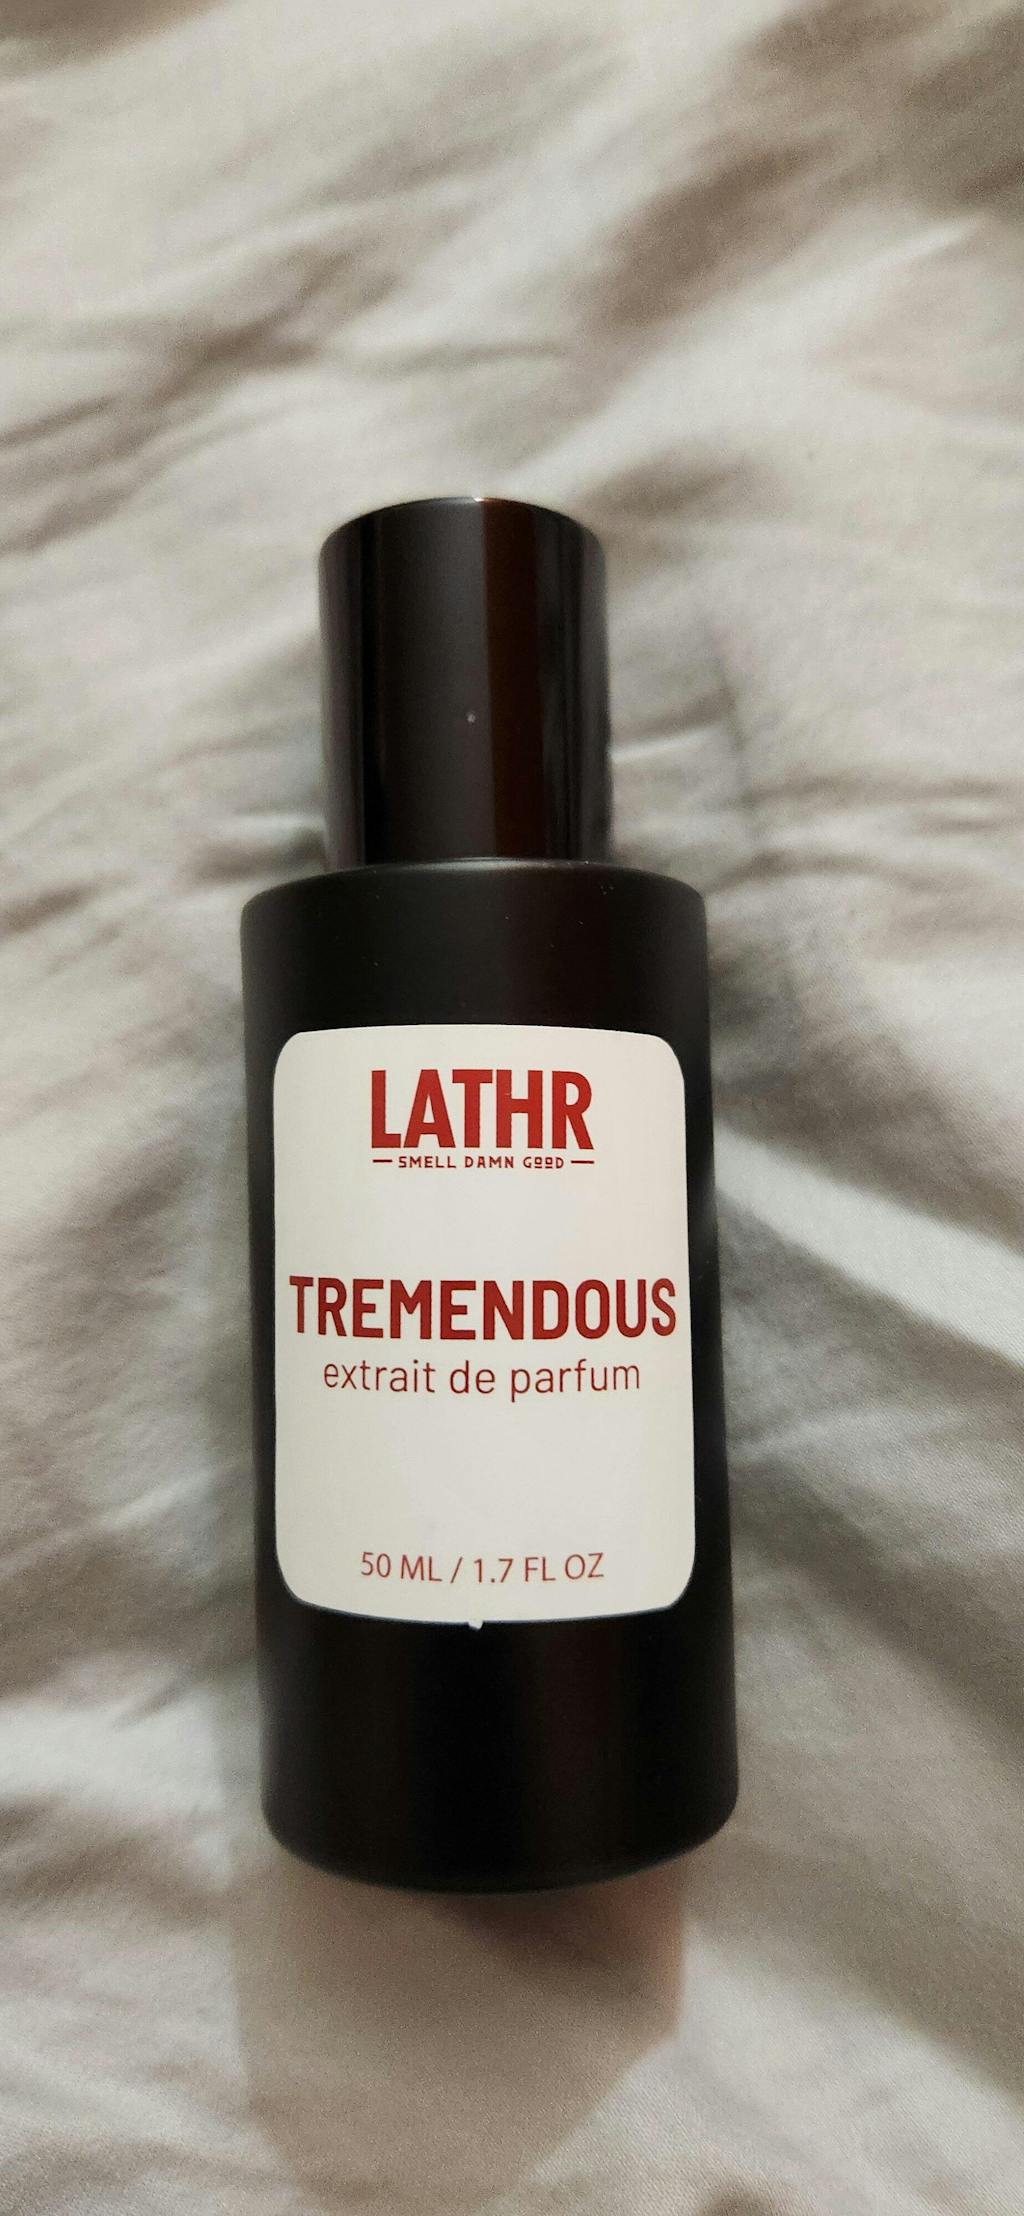 LATHR
SMELL DAMN GOOD
TREMENDOUS
extrait de parfum
50 ML / 1.7 FL OZ